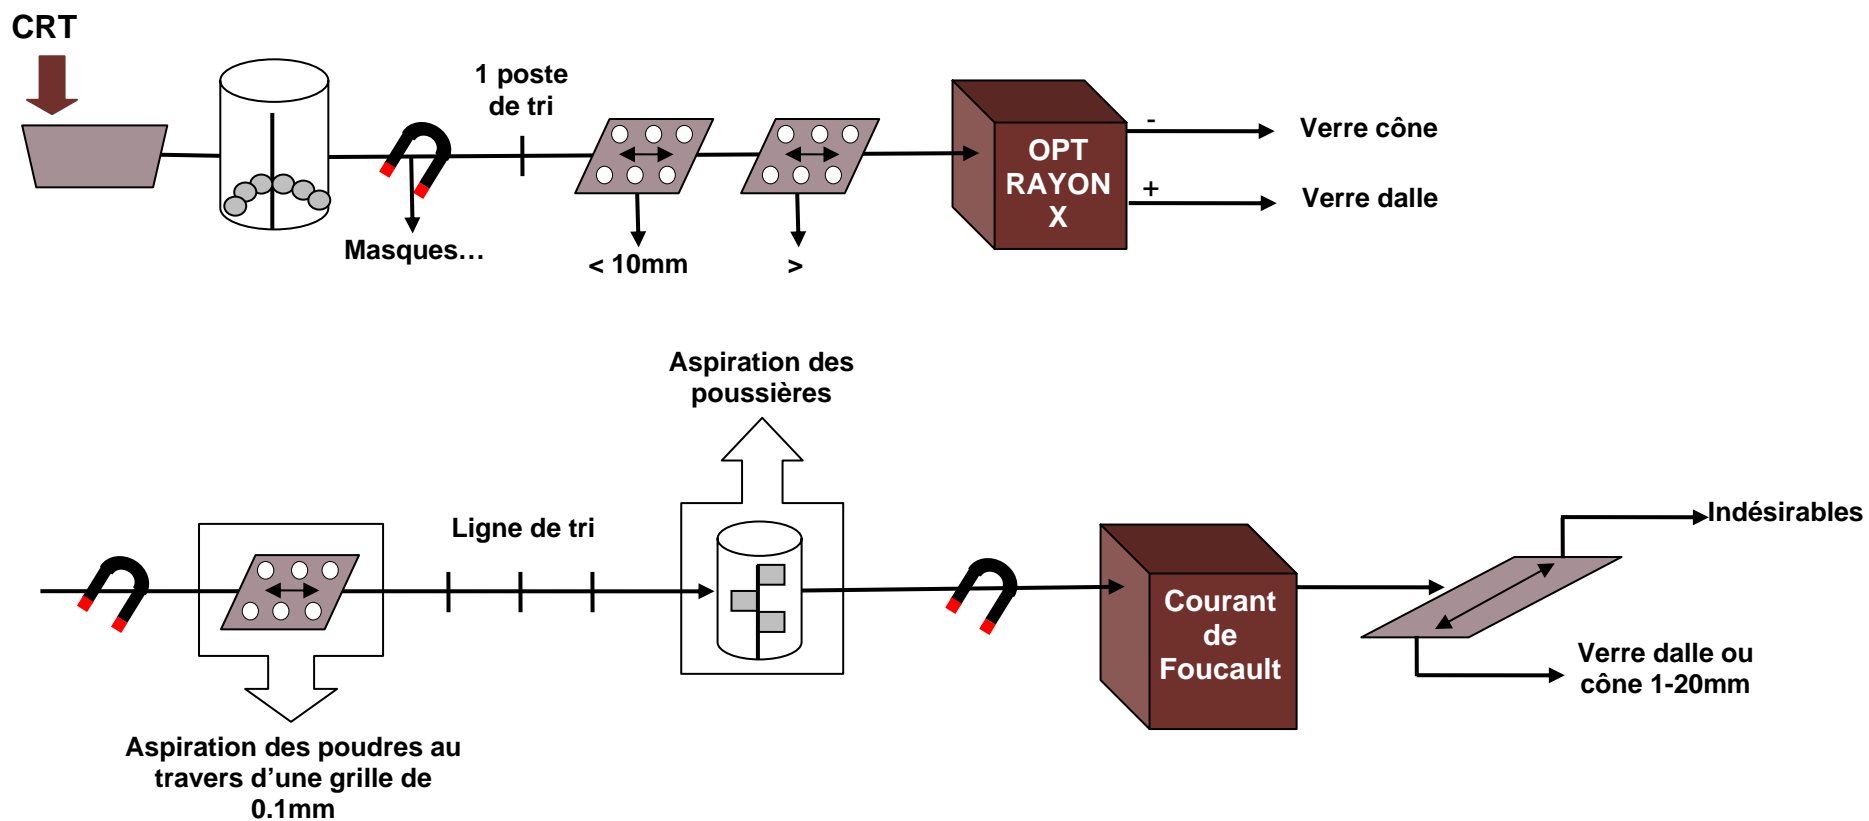 CRT
1 poste
de tri
Masques…
< 10mm
>
OPT
RAYON
X
-
Verre cône
+
Verre dalle
Aspiration des
poussières
Ligne de tri
Aspiration des poudres au
travers d’une grille de
0.1mm
Courant
de
Foucault
Indésirables
Verre dalle ou
cône 1-20mm